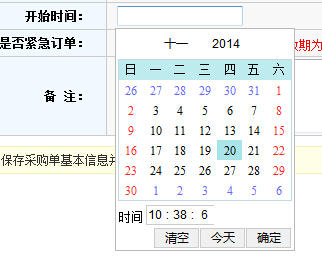 开始时间：
十一 2014
是否紧急订单：
效期为
日 一 二 三 四 五 六
26 27 28 29 30 31 1
2 3 4 5 6 7 8
备 注：
9 10 11 12 13 14 15
16 17 18 19 20 21 22
保存采购单基本信息并
23 24 25 26 27 28 29
30 1 2 3 4 5 6
时间 10 : 38 : 6
清空 今天 确定